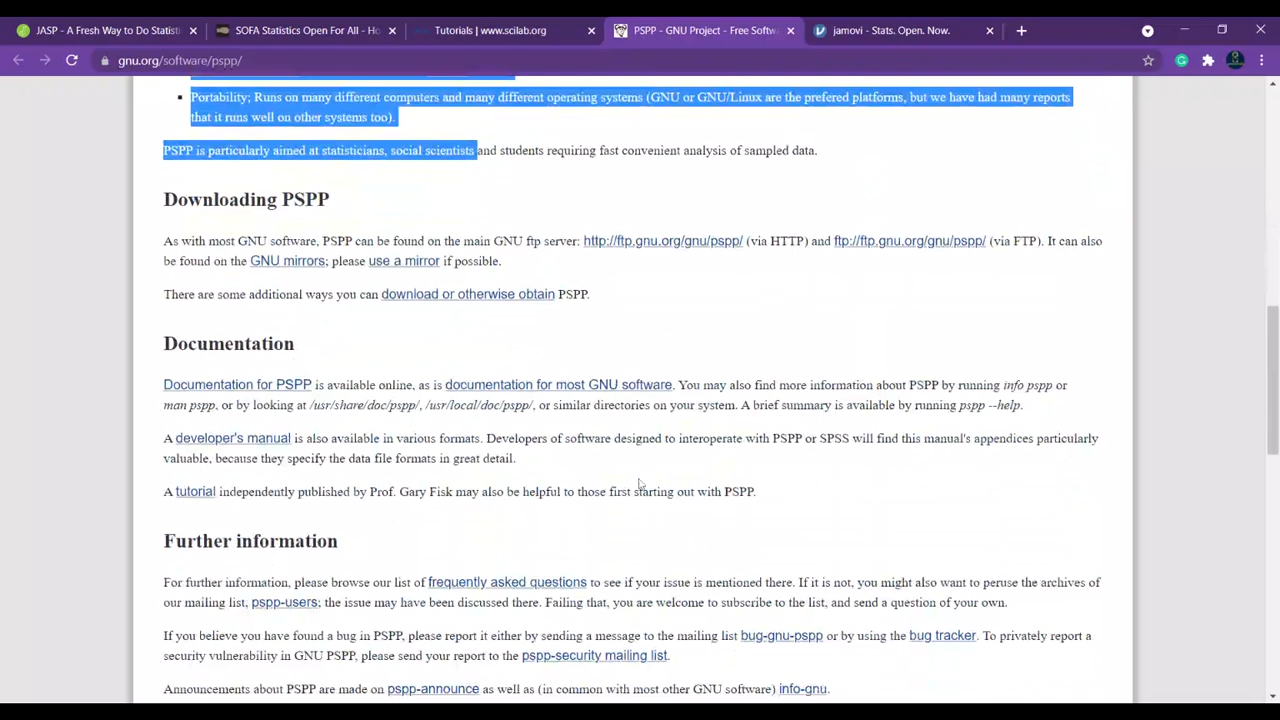 JASP - A Fresh Way to Do Statisti
SOFA Statistics Open For All - Ho
Tutorials | www.scilab.org
PSPP - GNU Project - Free Softw
jamovi - Stats. Open. Now.
gnu.org/software/pspp/
Portability; Runs on many different computers and many different operating systems (GNU or GNU/Linux are the prefered platforms, but we have had many reports
that it runs well on other systems too).
PSPP is particularly aimed at statisticians, social scientists and students requiring fast convenient analysis of sampled data.
Downloading PSPP
As with most GNU software, PSPP can be found on the main GNU ftp server: http://ftp.gnu.org/gnu/pspp/ (via HTTP) and ftp://ftp.gnu.org/gnu/pspp/ (via FTP). It can also
be found on the GNU mirrors; please use a mirror if possible.
There are some additional ways you can download or otherwise obtain PSPP.
Documentation
Documentation for PSPP is available online, as is documentation for most GNU software. You may also find more information about PSPP by running info pspp or
man pspp, or by looking at /usr/share/doc/pspp/, /usr/local/doc/pspp/, or similar directories on your system. A brief summary is available by running pspp --help.
A developer's manual is also available in various formats. Developers of software designed to interoperate with PSPP or SPSS will find this manual's appendices particularly
valuable, because they specify the data file formats in great detail.
A tutorial independently published by Prof. Gary Fisk may also be helpful to those first starting out with PSPP.
Further information
For further information, please browse our list of frequently asked questions to see if your issue is mentioned there. If it is not, you might also want to peruse the archives of
our mailing list, pspp-users; the issue may have been discussed there. Failing that, you are welcome to subscribe to the list, and send a question of your own.
If you believe you have found a bug in PSPP, please report it either by sending a message to the mailing list bug-gnu-pspp or by using the bug tracker. To privately report a
security vulnerability in GNU PSPP, please send your report to the pspp-security mailing list.
Announcements about PSPP are made on pspp-announce as well as (in common with most other GNU software) info-gnu.